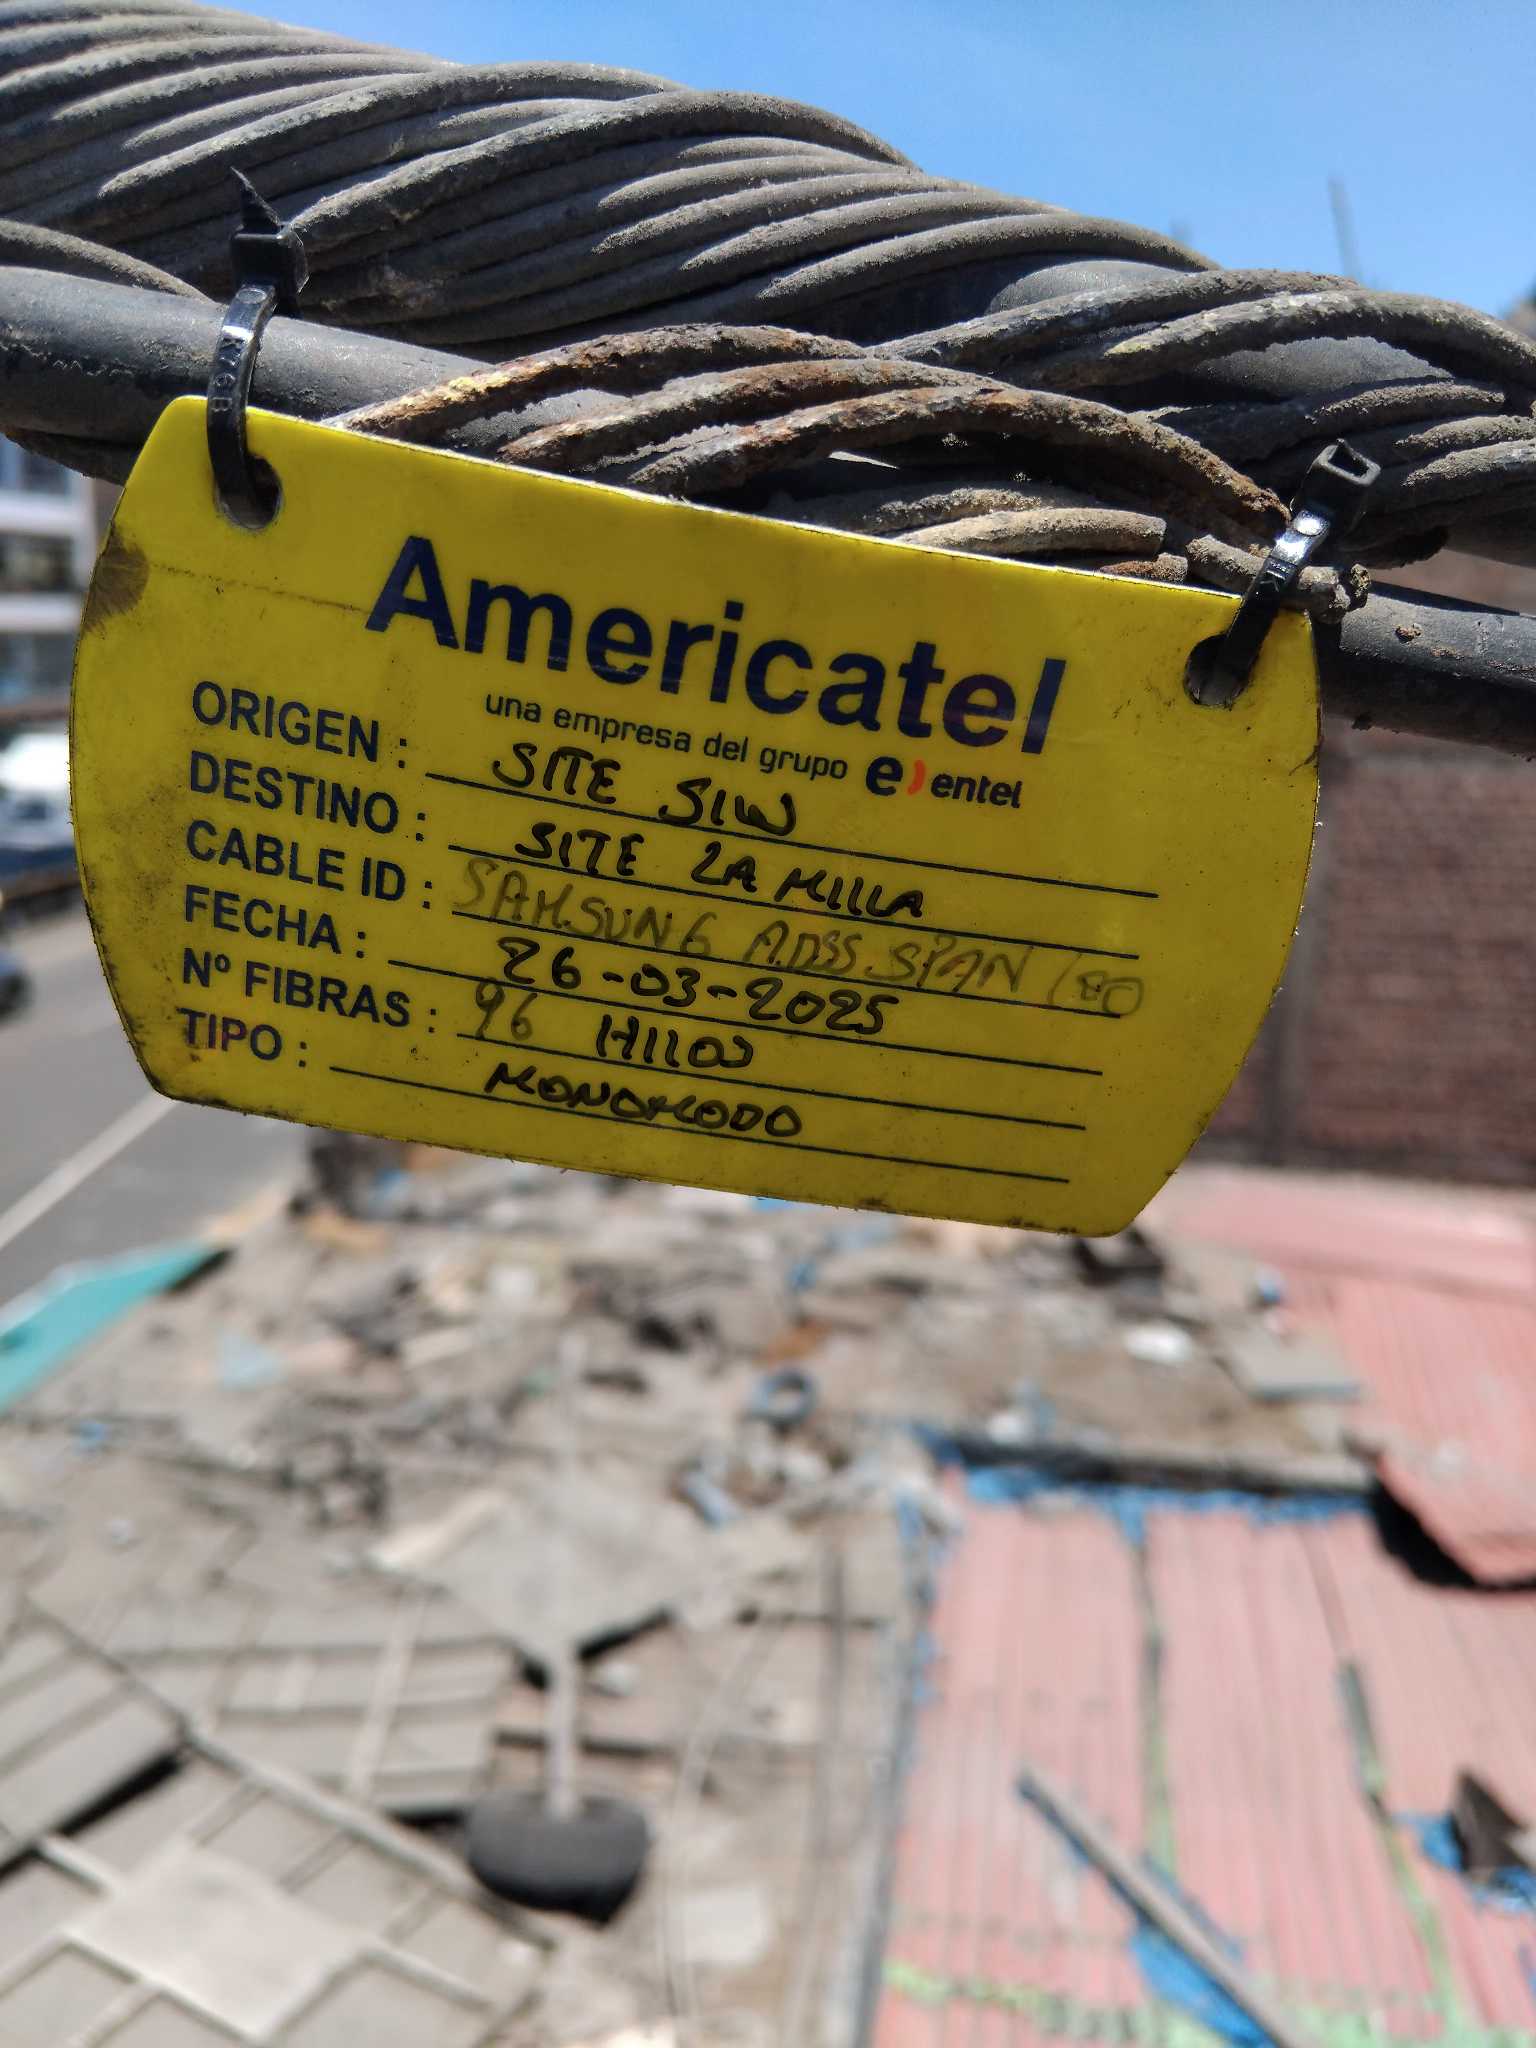 Americatel
una empresa del grupo e) entel
ORIGEN : SITE SIW
DESTINO : SITE LA MILLA
CABLE ID : SAMSUNG ADSS SPAN 180
FECHA : 26-03-2025
Nº FIBRAS : 96 HILOS
TIPO : MONOMODO